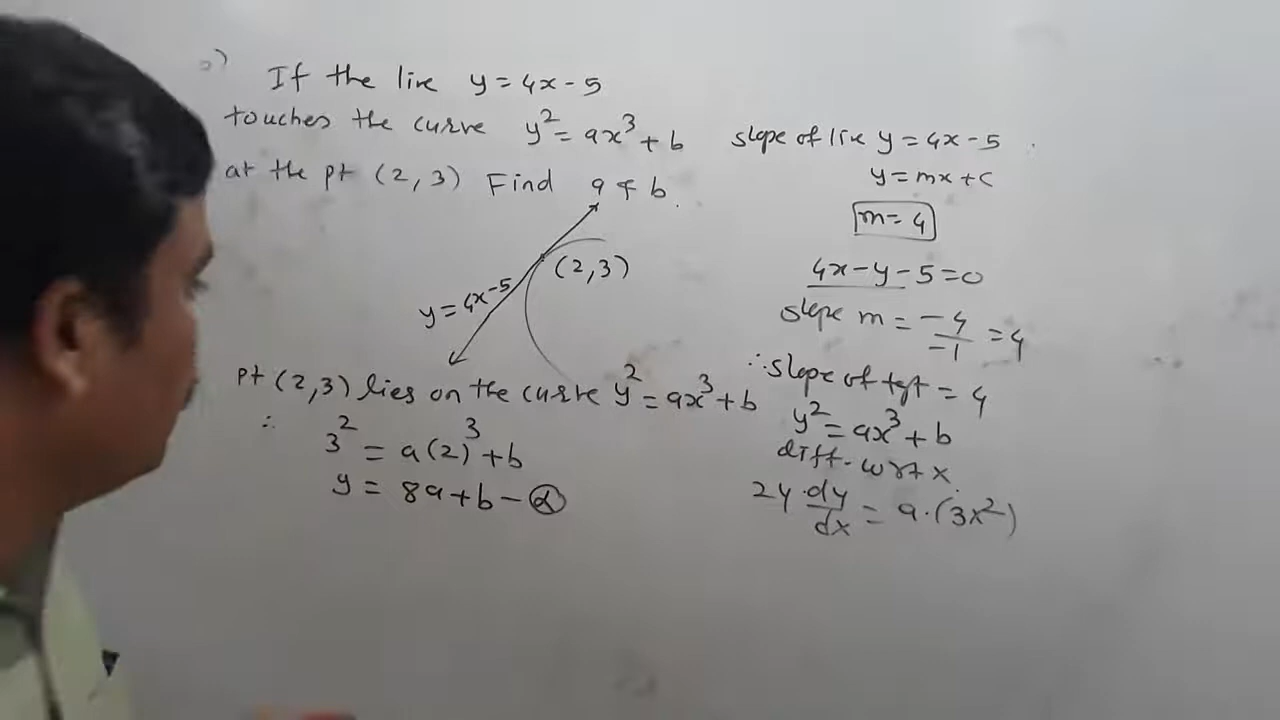 If the line y = 4x - 5
touches the curve y² = ax³ + b
at the pt (2, 3) Find a & b.
(2, 3)
y = 4x - 5
pt (2, 3) lies on the curve y² = ax³ + b
∴ 3² = a(2)³ + b
9 = 8a + b - α
slope of line y = 4x - 5
y = mx + c
m = 4
4x - y - 5 = 0
slope m = -4/-1 = 4
∴ slope of tgt = 4
y² = ax³ + b
diff. w r t x.
2y · dy/dx = a · (3x²)